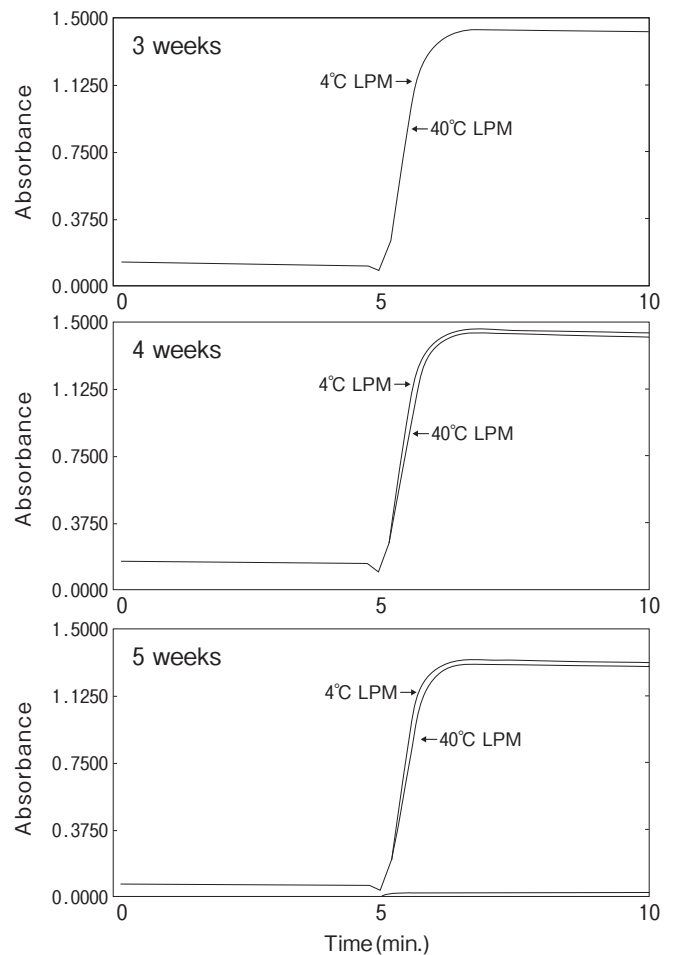 1.5000
3 weeks
4℃ LPM
1.1250
40℃ LPM
0.7500
Absorbance
0.3750
0.0000
0 5 10
1.5000
4 weeks
4℃ LPM
1.1250
40℃ LPM
0.7500
Absorbance
0.3750
0.0000
0 5 10
1.5000
5 weeks
4℃ LPM
1.1250
40℃ LPM
0.7500
Absorbance
0.3750
0.0000
0 5 10
Time (min.)